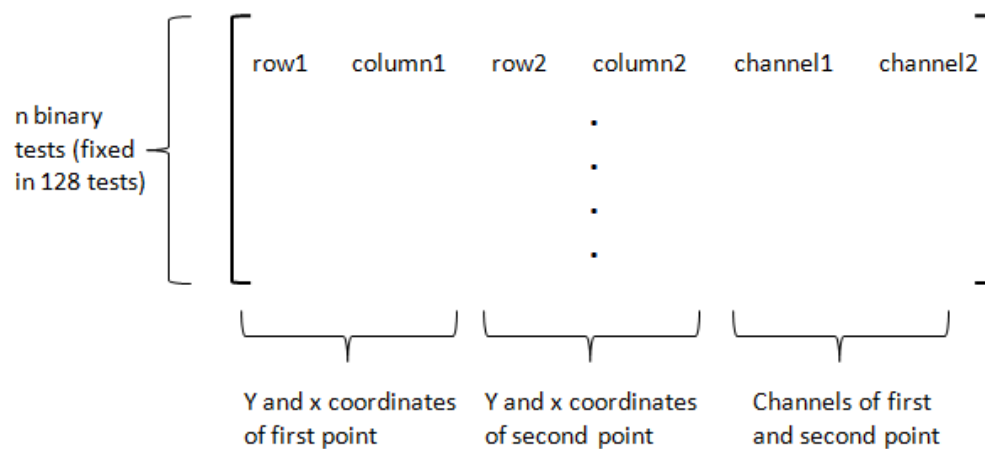 row1 column1 row2 column2 channel1 channel2
n binary
tests (fixed
in 128 tests)
Y and x coordinates
of first point
Y and x coordinates
of second point
Channels of first
and second point